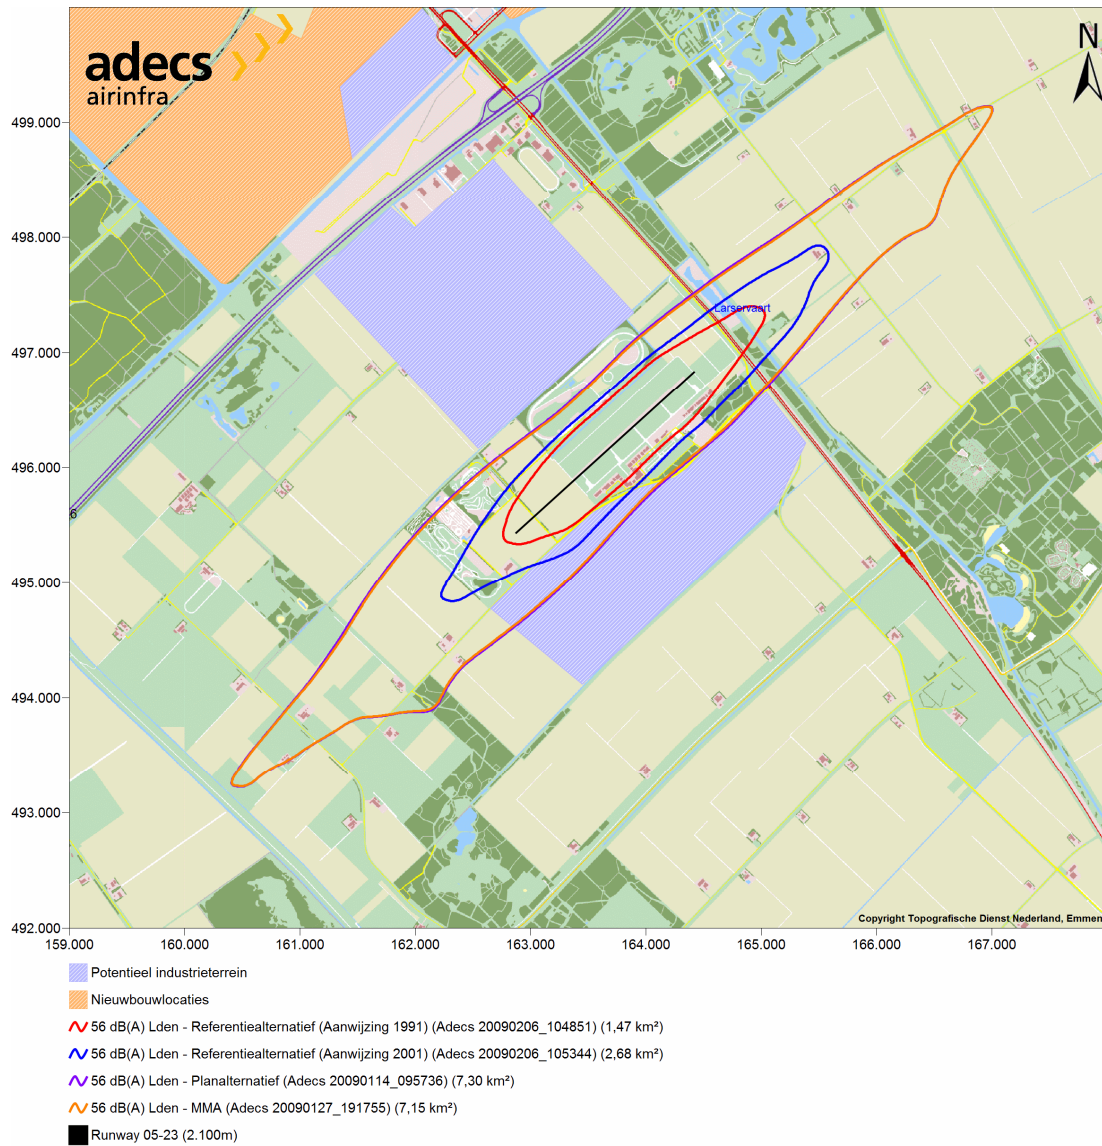 adecs
airinfra
N
499.000
498.000
Larservaart
497.000
496.000
6
495.000
494.000
493.000
Copyright Topografische Dienst Nederland, Emmen
492.000
159.000 160.000 161.000 162.000 163.000 164.000 165.000 166.000 167.000
Potentieel industrieterrein
Nieuwbouwlocaties
56 dB(A) Lden - Referentiealternatief (Aanwijzing 1991) (Adecs 20090206_104851) (1,47 km²)
56 dB(A) Lden - Referentiealternatief (Aanwijzing 2001) (Adecs 20090206_105344) (2,68 km²)
56 dB(A) Lden - Planalternatief (Adecs 20090114_095736) (7,30 km²)
56 dB(A) Lden - MMA (Adecs 20090127_191755) (7,15 km²)
Runway 05-23 (2.100m)